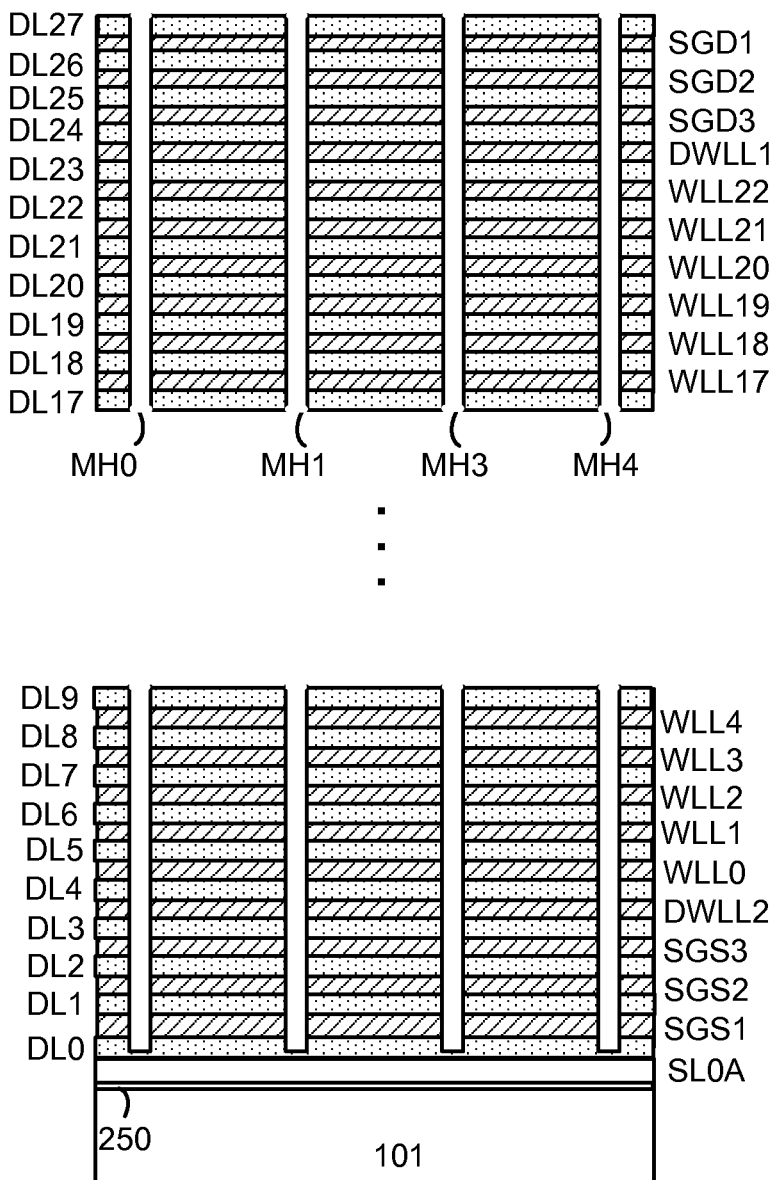 DL27
SGD1
DL26
SGD2
DL25
SGD3
DL24
DWLL1
DL23
WLL22
DL22
WLL21
DL21
WLL20
DL20
WLL19
DL19
WLL18
DL18
WLL17
DL17
MH0 MH1 MH3 MH4
DL9
WLL4
DL8
WLL3
DL7
WLL2
DL6
WLL1
DL5
WLL0
DL4
DWLL2
DL3
SGS3
DL2
SGS2
DL1
SGS1
DL0
SL0A
250
101